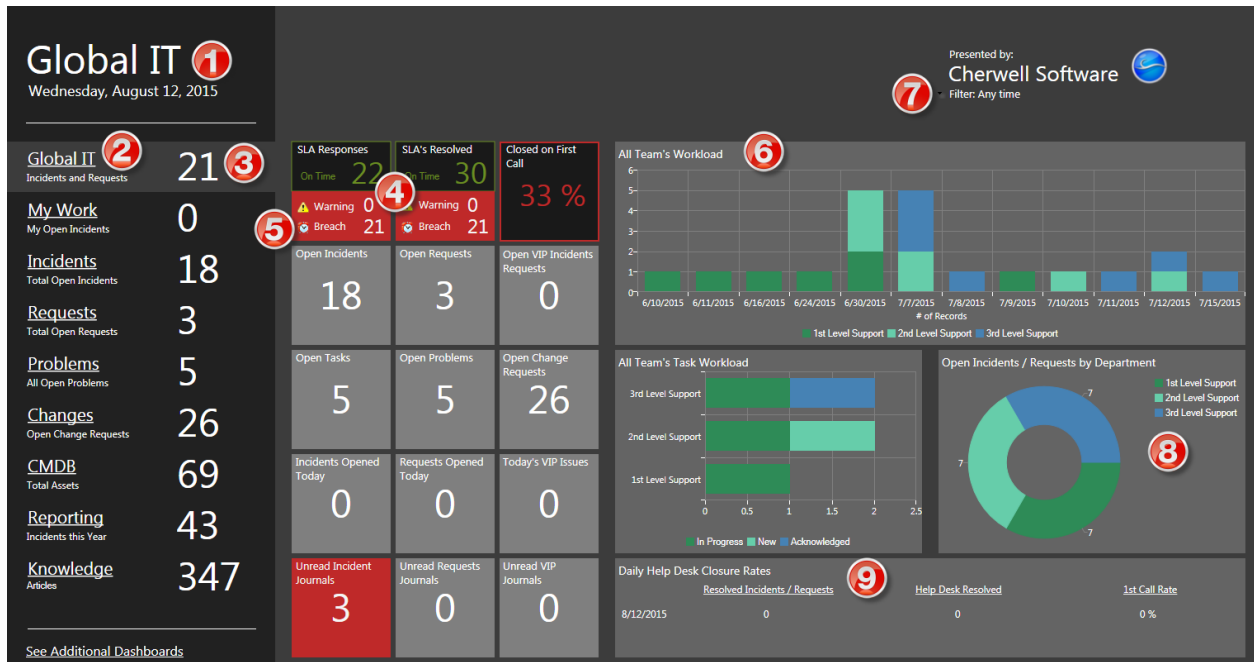 Global IT 1
Wednesday, August 12, 2015
Presented by:
Cherwell Software
7
Filter: Any time
Global IT 2
Incidents and Requests
21 3
My Work
My Open Incidents
0
Incidents
Total Open Incidents
18
Requests
Total Open Requests
3
Problems
All Open Problems
5
Changes
Open Change Requests
26
CMDB
Total Assets
69
Reporting
Incidents this Year
43
Knowledge
Articles
347
See Additional Dashboards
SLA Responses
On Time 22
Warning 0
5
Breach 21
4
SLA's Resolved
On Time 30
Warning 0
Breach 21
Closed on First
Call
33 %
Open Incidents
18
Open Requests
3
Open VIP Incidents
Requests
0
Open Tasks
5
Open Problems
5
Open Change
Requests
26
Incidents Opened
Today
0
Requests Opened
Today
0
Today's VIP Issues
0
Unread Incident
Journals
3
Unread Requests
Journals
0
Unread VIP
Journals
0
All Team's Workload 6
6
5
4
3
2
1
0
6/10/2015 6/11/2015 6/16/2015 6/24/2015 6/30/2015 7/7/2015 7/8/2015 7/9/2015 7/10/2015 7/11/2015 7/12/2015 7/15/2015
# of Records
1st Level Support 2nd Level Support 3rd Level Support
All Team's Task Workload
3rd Level Support
2nd Level Support
1st Level Support
0 0.5 1 1.5 2 2.5
In Progress New Acknowledged
Open Incidents / Requests by Department
1st Level Support
2nd Level Support
3rd Level Support
7
7
7
8
Daily Help Desk Closure Rates 9
Resolved Incidents / Requests Help Desk Resolved 1st Call Rate
8/12/2015 0 0 0 %